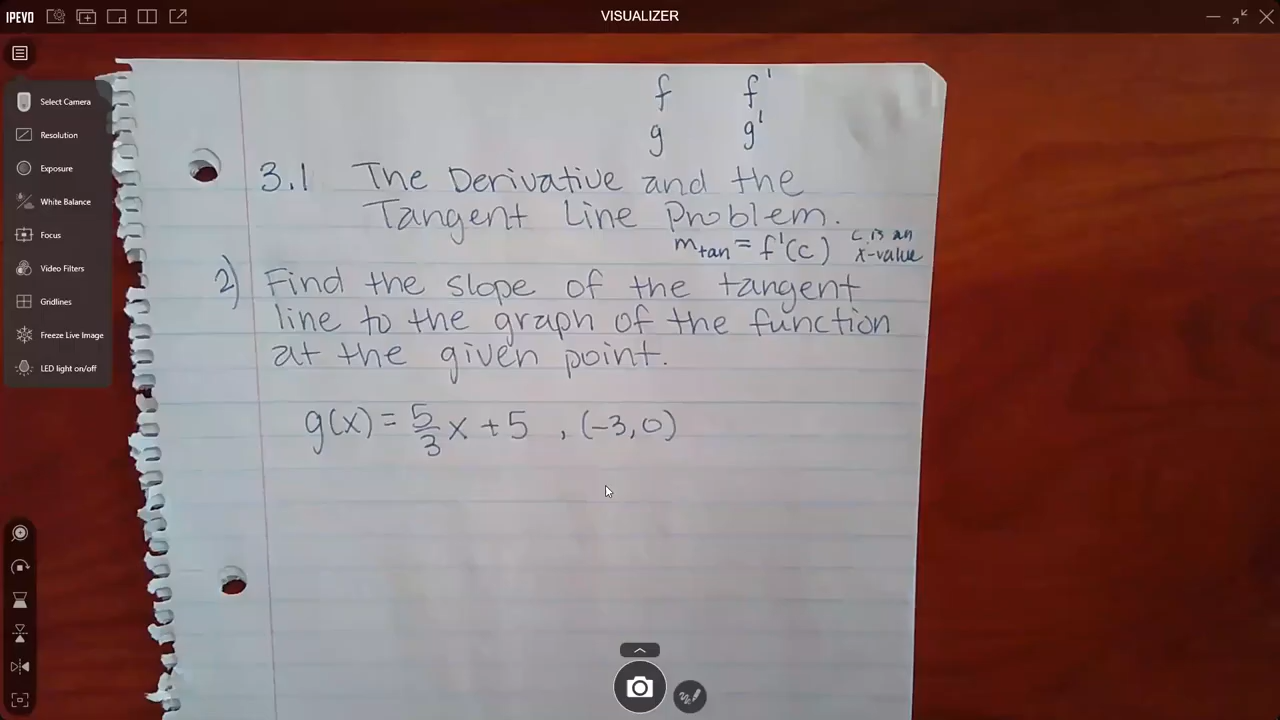 IPEVO
VISUALIZER
Select Camera
Resolution
Exposure
White Balance
Focus
Video Filters
Gridlines
Freeze Live Image
LED light on/off
f f'
g g'
3.1 The Derivative and the
Tangent Line Problem.
m_tan = f'(c) c is an
x-value
2) Find the slope of the tangent
line to the graph of the function
at the given point.
g(x) = 5/3 x + 5 , (-3, 0)